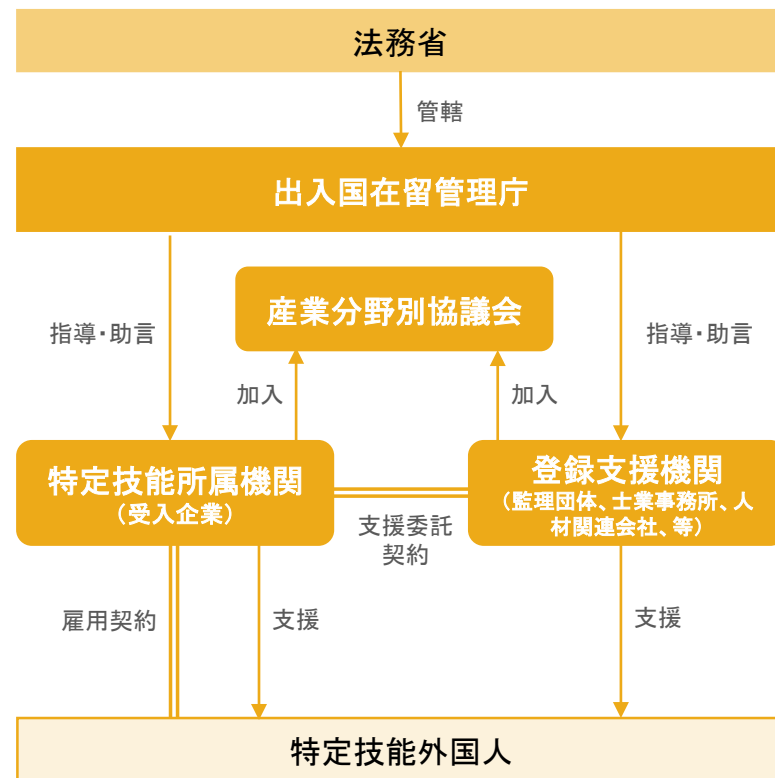 法務省
管轄
出入国在留管理庁
産業分野別協議会
指導・助言
指導・助言
加入
加入
特定技能所属機関
（受入企業）
登録支援機関
（監理団体、士業事務所、人
材関連会社、等）
支援委託
契約
雇用契約
支援
支援
特定技能外国人